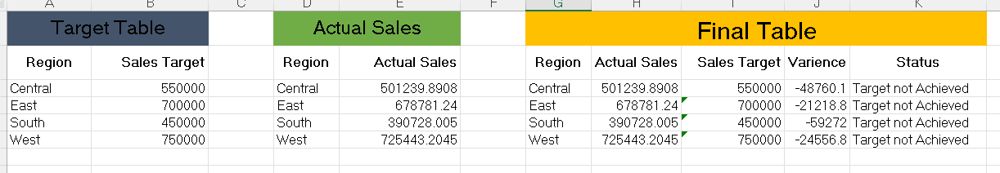 A B C D E F G H I J K
Target Table Actual Sales Final Table
Region Sales Target Region Actual Sales Region Actual Sales Sales Target Varience Status
Central 550000 Central 501239.8908 Central 501239.8908 550000 -48760.1 Target not Achieved
East 700000 East 678781.24 East 678781.24 700000 -21218.8 Target not Achieved
South 450000 South 390728.005 South 390728.005 450000 -59272 Target not Achieved
West 750000 West 725443.2045 West 725443.2045 750000 -24556.8 Target not Achieved